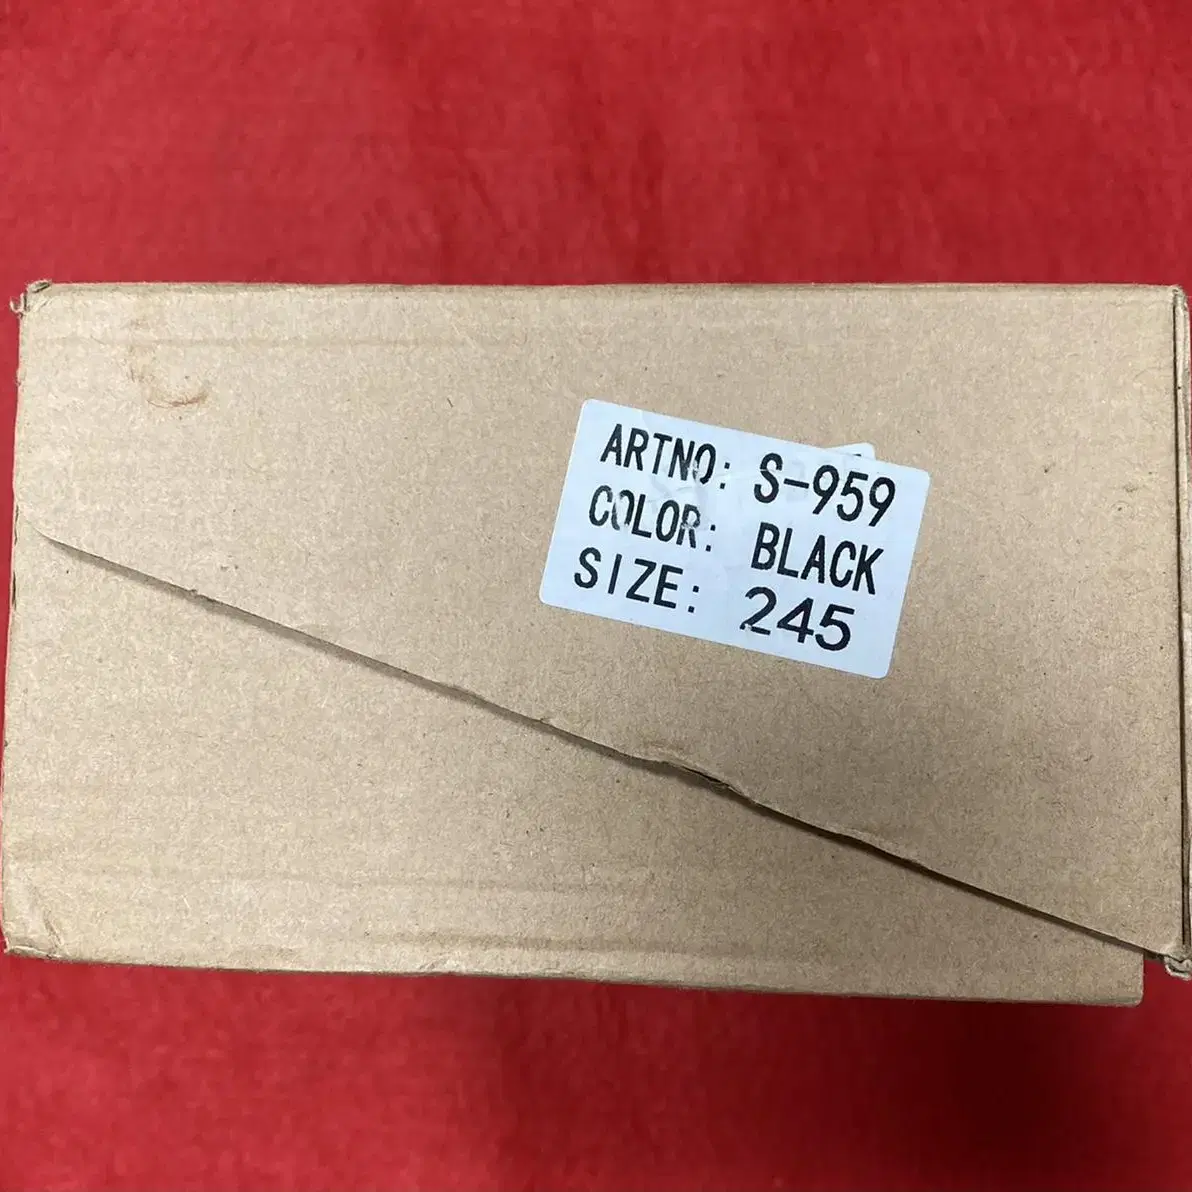 ARTNO: S-959
COLOR: BLACK
SIZE: 245